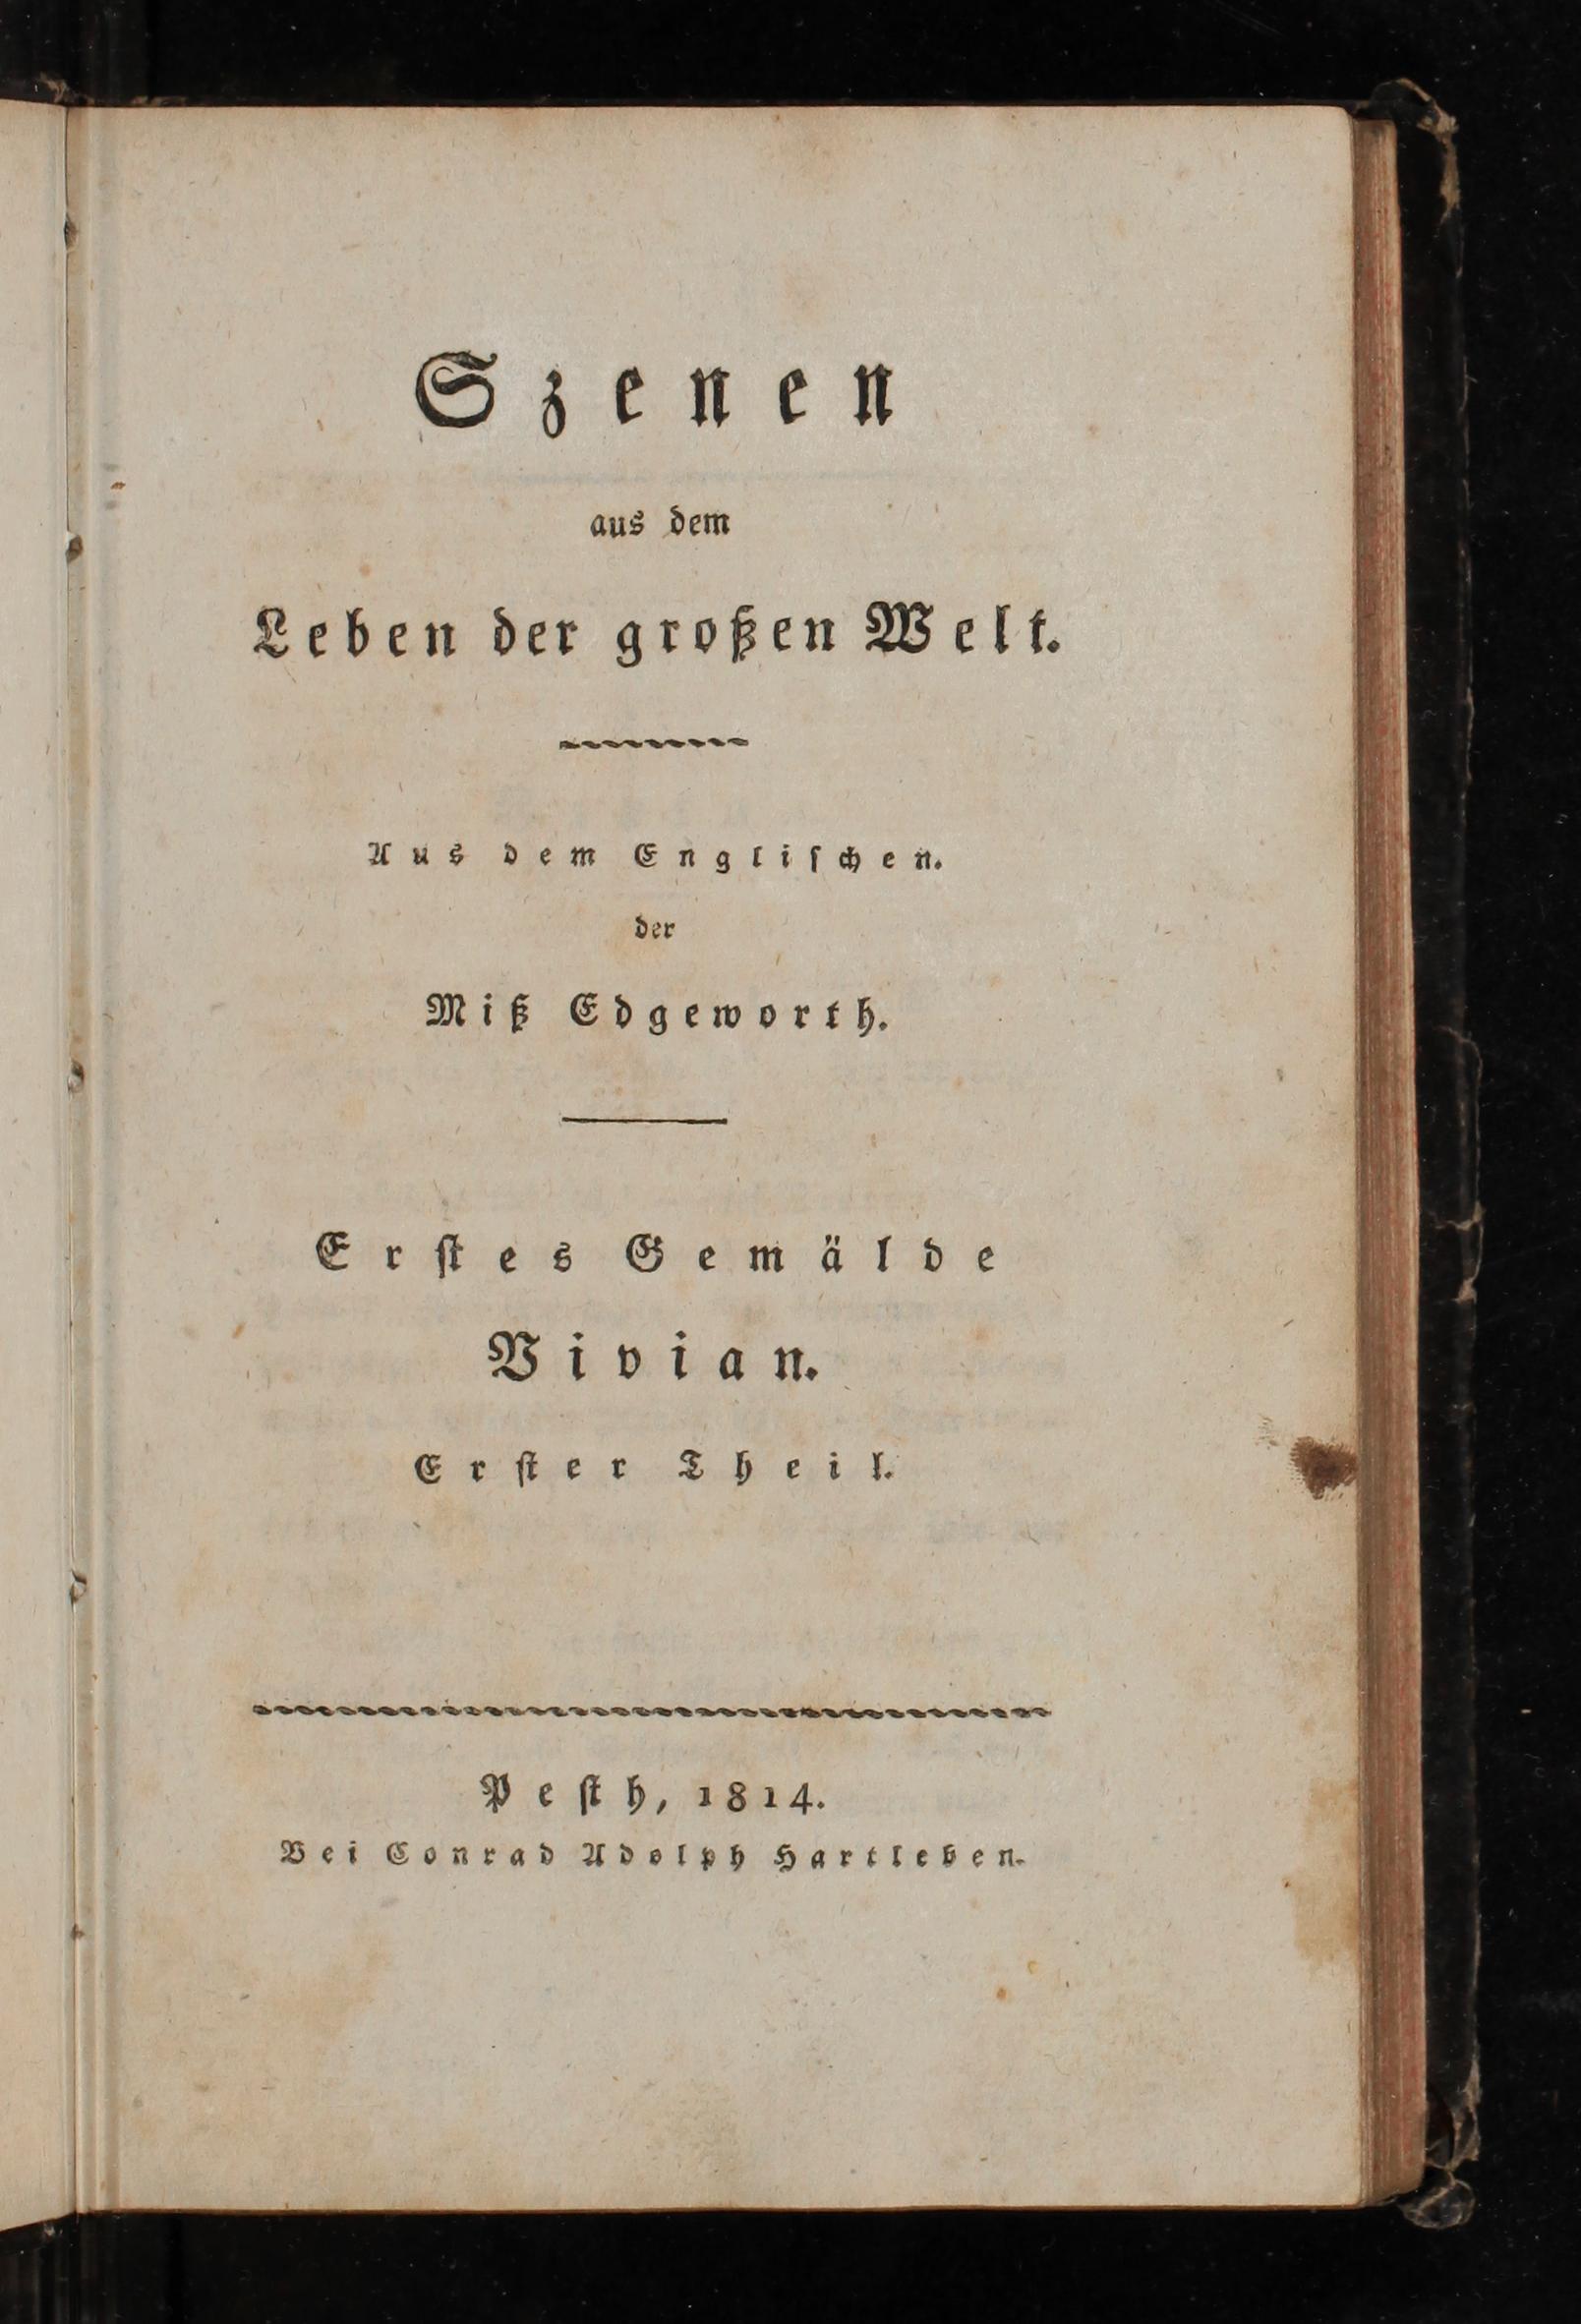 Szenen
aus dem
Leben der großen Welt.
Aus dem Englischen.
der
Miß Edgeworth.
Erstes Gemälde
Vivian.
Erster Theil.
Pesth, 1814.
Bei Conrad Adolph Hartleben.